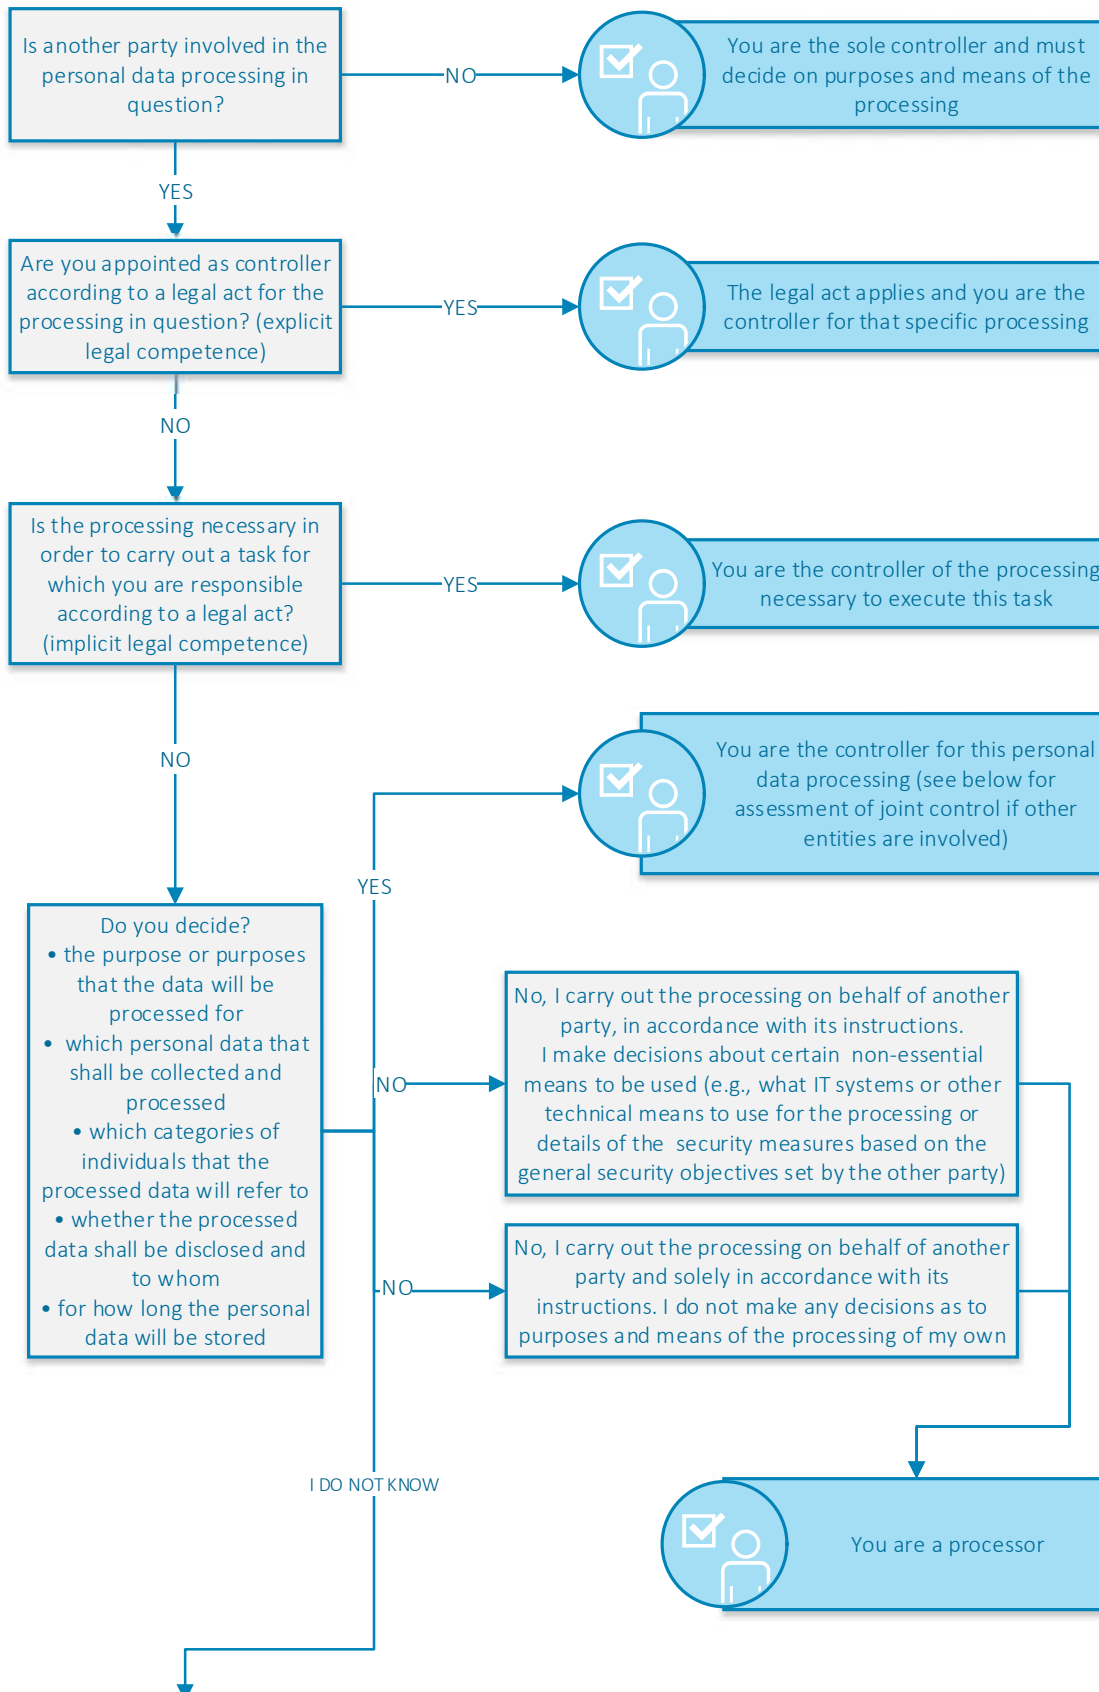 Is another party involved in the
personal data processing in
question?
NO
You are the sole controller and must
decide on purposes and means of the
processing
YES
Are you appointed as controller
according to a legal act for the
processing in question? (explicit
legal competence)
YES
The legal act applies and you are the
controller for that specific processing
NO
Is the processing necessary in
order to carry out a task for
which you are responsible
according to a legal act?
(implicit legal competence)
YES
You are the controller of the processing
necessary to execute this task
NO
You are the controller for this personal
data processing (see below for
assessment of joint control if other
entities are involved)
YES
Do you decide?
• the purpose or purposes
that the data will be
processed for
• which personal data that
shall be collected and
processed
• which categories of
individuals that the
processed data will refer to
• whether the processed
data shall be disclosed and
to whom
• for how long the personal
data will be stored
NO
No, I carry out the processing on behalf of another
party, in accordance with its instructions.
I make decisions about certain non-essential
means to be used (e.g., what IT systems or other
technical means to use for the processing or
details of the security measures based on the
general security objectives set by the other party)
NO
No, I carry out the processing on behalf of another
party and solely in accordance with its
instructions. I do not make any decisions as to
purposes and means of the processing of my own
I DO NOT KNOW
You are a processor